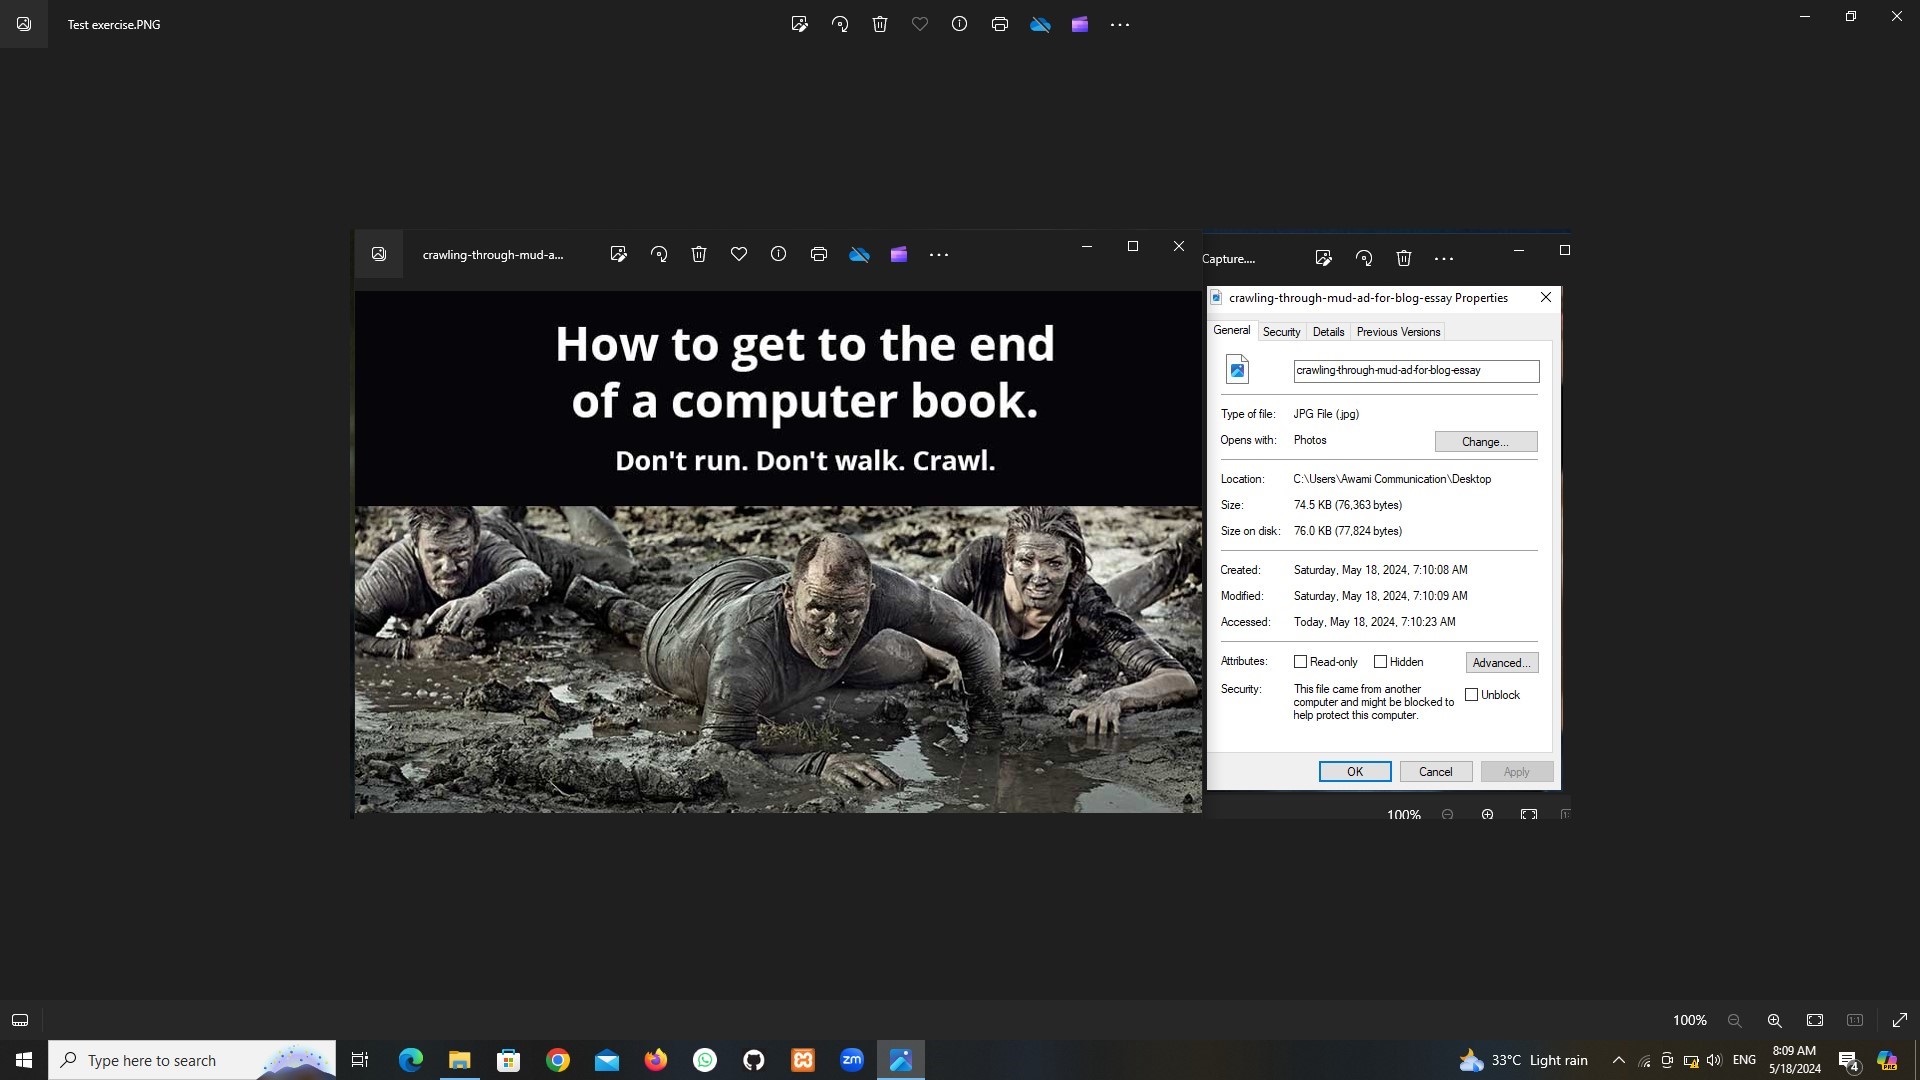 Test exercise.PNG
crawling-through-mud-a...
How to get to the end
of a computer book.
Don't run. Don't walk. Crawl.
Capture....
crawling-through-mud-ad-for-blog-essay Properties
General Security Details Previous Versions
crawling-through-mud-ad-for-blog-essay
Type of file: JPG File (.jpg)
Opens with: Photos Change...
Location: C:\Users\Awami Communication\Desktop
Size: 74.5 KB (76,363 bytes)
Size on disk: 76.0 KB (77,824 bytes)
Created: Saturday, May 18, 2024, 7:10:08 AM
Modified: Saturday, May 18, 2024, 7:10:09 AM
Accessed: Today, May 18, 2024, 7:10:23 AM
Attributes: Read-only Hidden Advanced...
Security: This file came from another
computer and might be blocked to
help protect this computer.
Unblock
OK Cancel Apply
100%
100%
Type here to search
zm
33°C Light rain
ENG
8:09 AM
5/18/2024
4
PRE